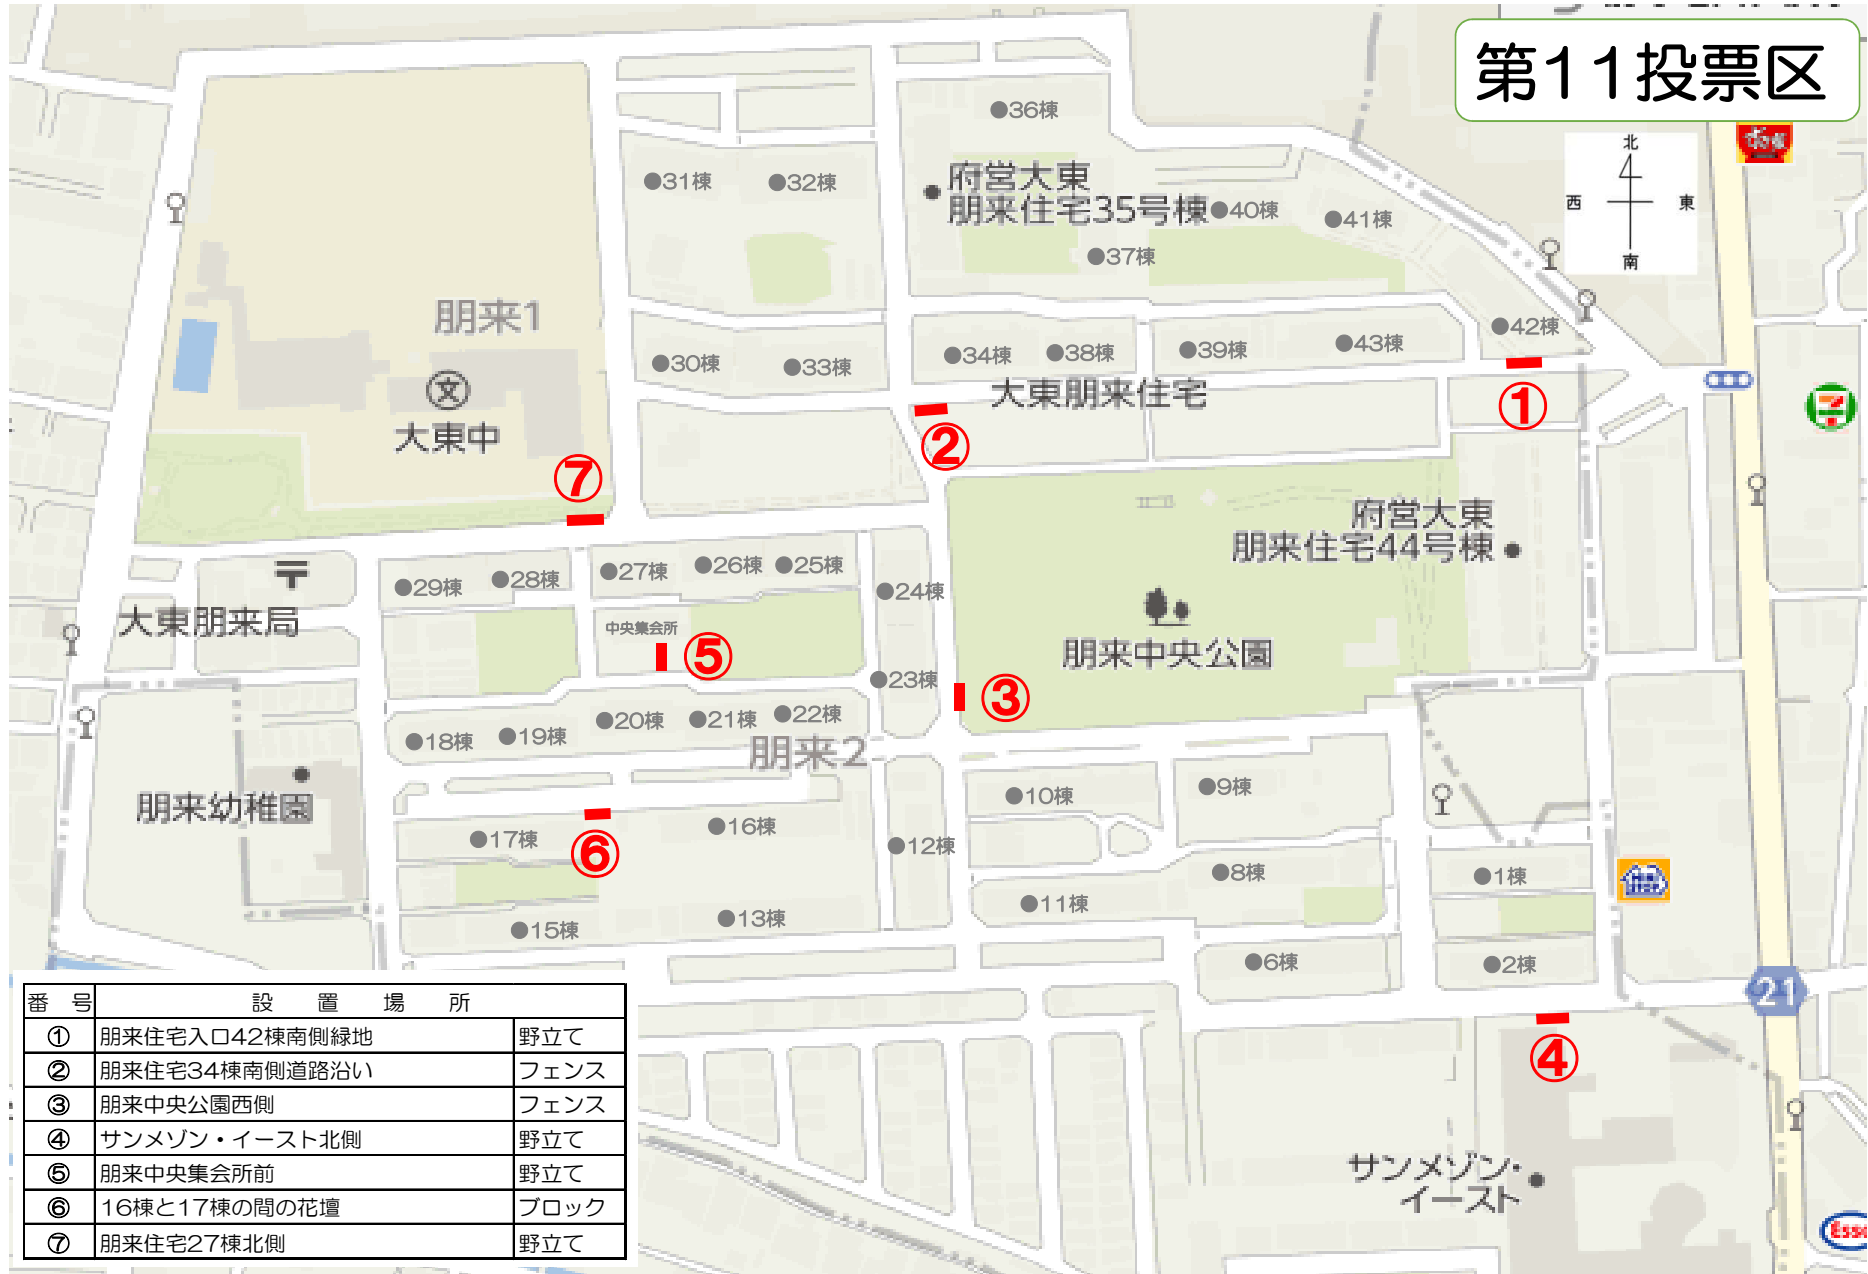 第11投票区
北
西 東
南
●36棟
●31棟
●32棟
府営大東
朋来住宅35号棟
●40棟
●41棟
●37棟
朋来1
●42棟
●30棟
●33棟
●34棟
●38棟
●39棟
●43棟
大東朋来住宅
①
②
文
大東中
⑦
府営大東
朋来住宅44号棟
●29棟
●28棟
●27棟
●26棟
●25棟
●24棟
大東朋来局
中央集会所
⑤
朋来中央公園
●23棟
③
●18棟
●19棟
●20棟
●21棟
●22棟
朋来2
朋来幼稚園
●17棟
⑥
●16棟
●12棟
●10棟
●9棟
●8棟
●1棟
●11棟
●15棟
●13棟
●6棟
●2棟
21
④
サンメゾン・
イースト
Esso
番 号 設 置 場 所
① 朋来住宅入口42棟南側緑地 野立て
② 朋来住宅34棟南側道路沿い フェンス
③ 朋来中央公園西側 フェンス
④ サンメゾン・イースト北側 野立て
⑤ 朋来中央集会所前 野立て
⑥ 16棟と17棟の間の花壇 ブロック
⑦ 朋来住宅27棟北側 野立て